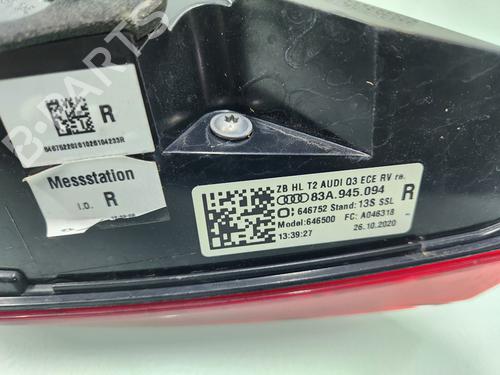 R
Messstation
I.O.
R
ZB HL T2 AUDI Q3 ECE RV re.
83A.945.094
R
O: 646752 Stand: 13S SSL
Model: 646500 FC: A046318
13:39:27 26.10.2020
B-PARTS